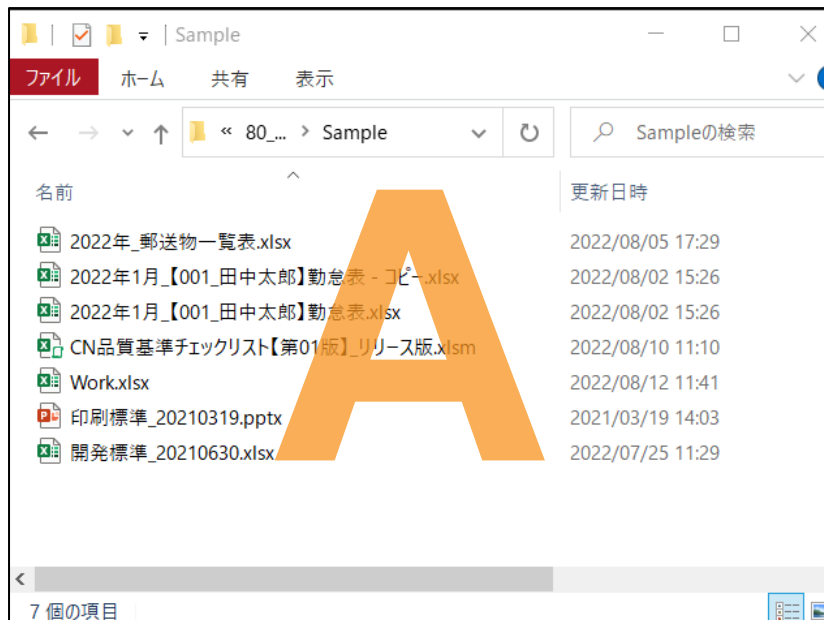 Sample
ファイル ホーム 共有 表示
« 80_... > Sample Sampleの検索
名前 更新日時
2022年_郵送物一覧表.xlsx 2022/08/05 17:29
2022年1月_【001_田中太郎】勤怠表 - コピー.xlsx 2022/08/02 15:26
2022年1月_【001_田中太郎】勤怠表.xlsx 2022/08/02 15:26
CN品質基準チェックリスト【第01版】_リリース版.xlsm 2022/08/10 11:10
Work.xlsx 2022/08/12 11:41
印刷標準_20210319.pptx 2021/03/19 14:03
開発標準_20210630.xlsx 2022/07/25 11:29
A
7 個の項目